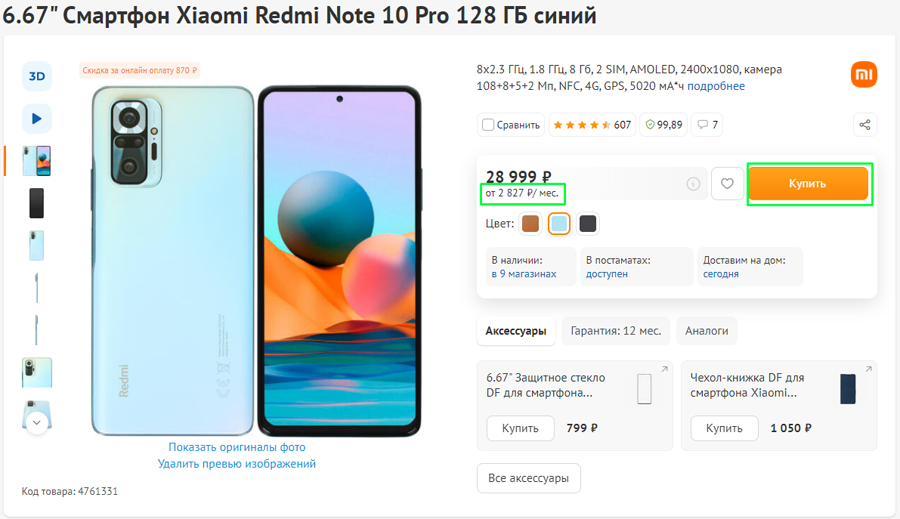 6.67" Смартфон Xiaomi Redmi Note 10 Pro 128 ГБ синий
3D
Скидка за онлайн оплату 870 ₽
Redmi
Показать оригиналы фото
Удалить превью изображений
Код товара: 4761331
8x2.3 ГГц, 1.8 ГГц, 8 Гб, 2 SIM, AMOLED, 2400x1080, камера
108+8+5+2 Мп, NFC, 4G, GPS, 5020 мА*ч подробнее
mi
Сравнить
607
99,89
7
28 999 ₽
от 2 827 ₽/ мес.
Купить
Цвет:
В наличии:
в 9 магазинах
В постаматах:
доступен
Доставим на дом:
сегодня
Аксессуары
Гарантия: 12 мес.
Аналоги
6.67" Защитное стекло
DF для смартфона...
Купить
799 ₽
Чехол-книжка DF для
смартфона Xiaomi...
Купить
1 050 ₽
Все аксессуары